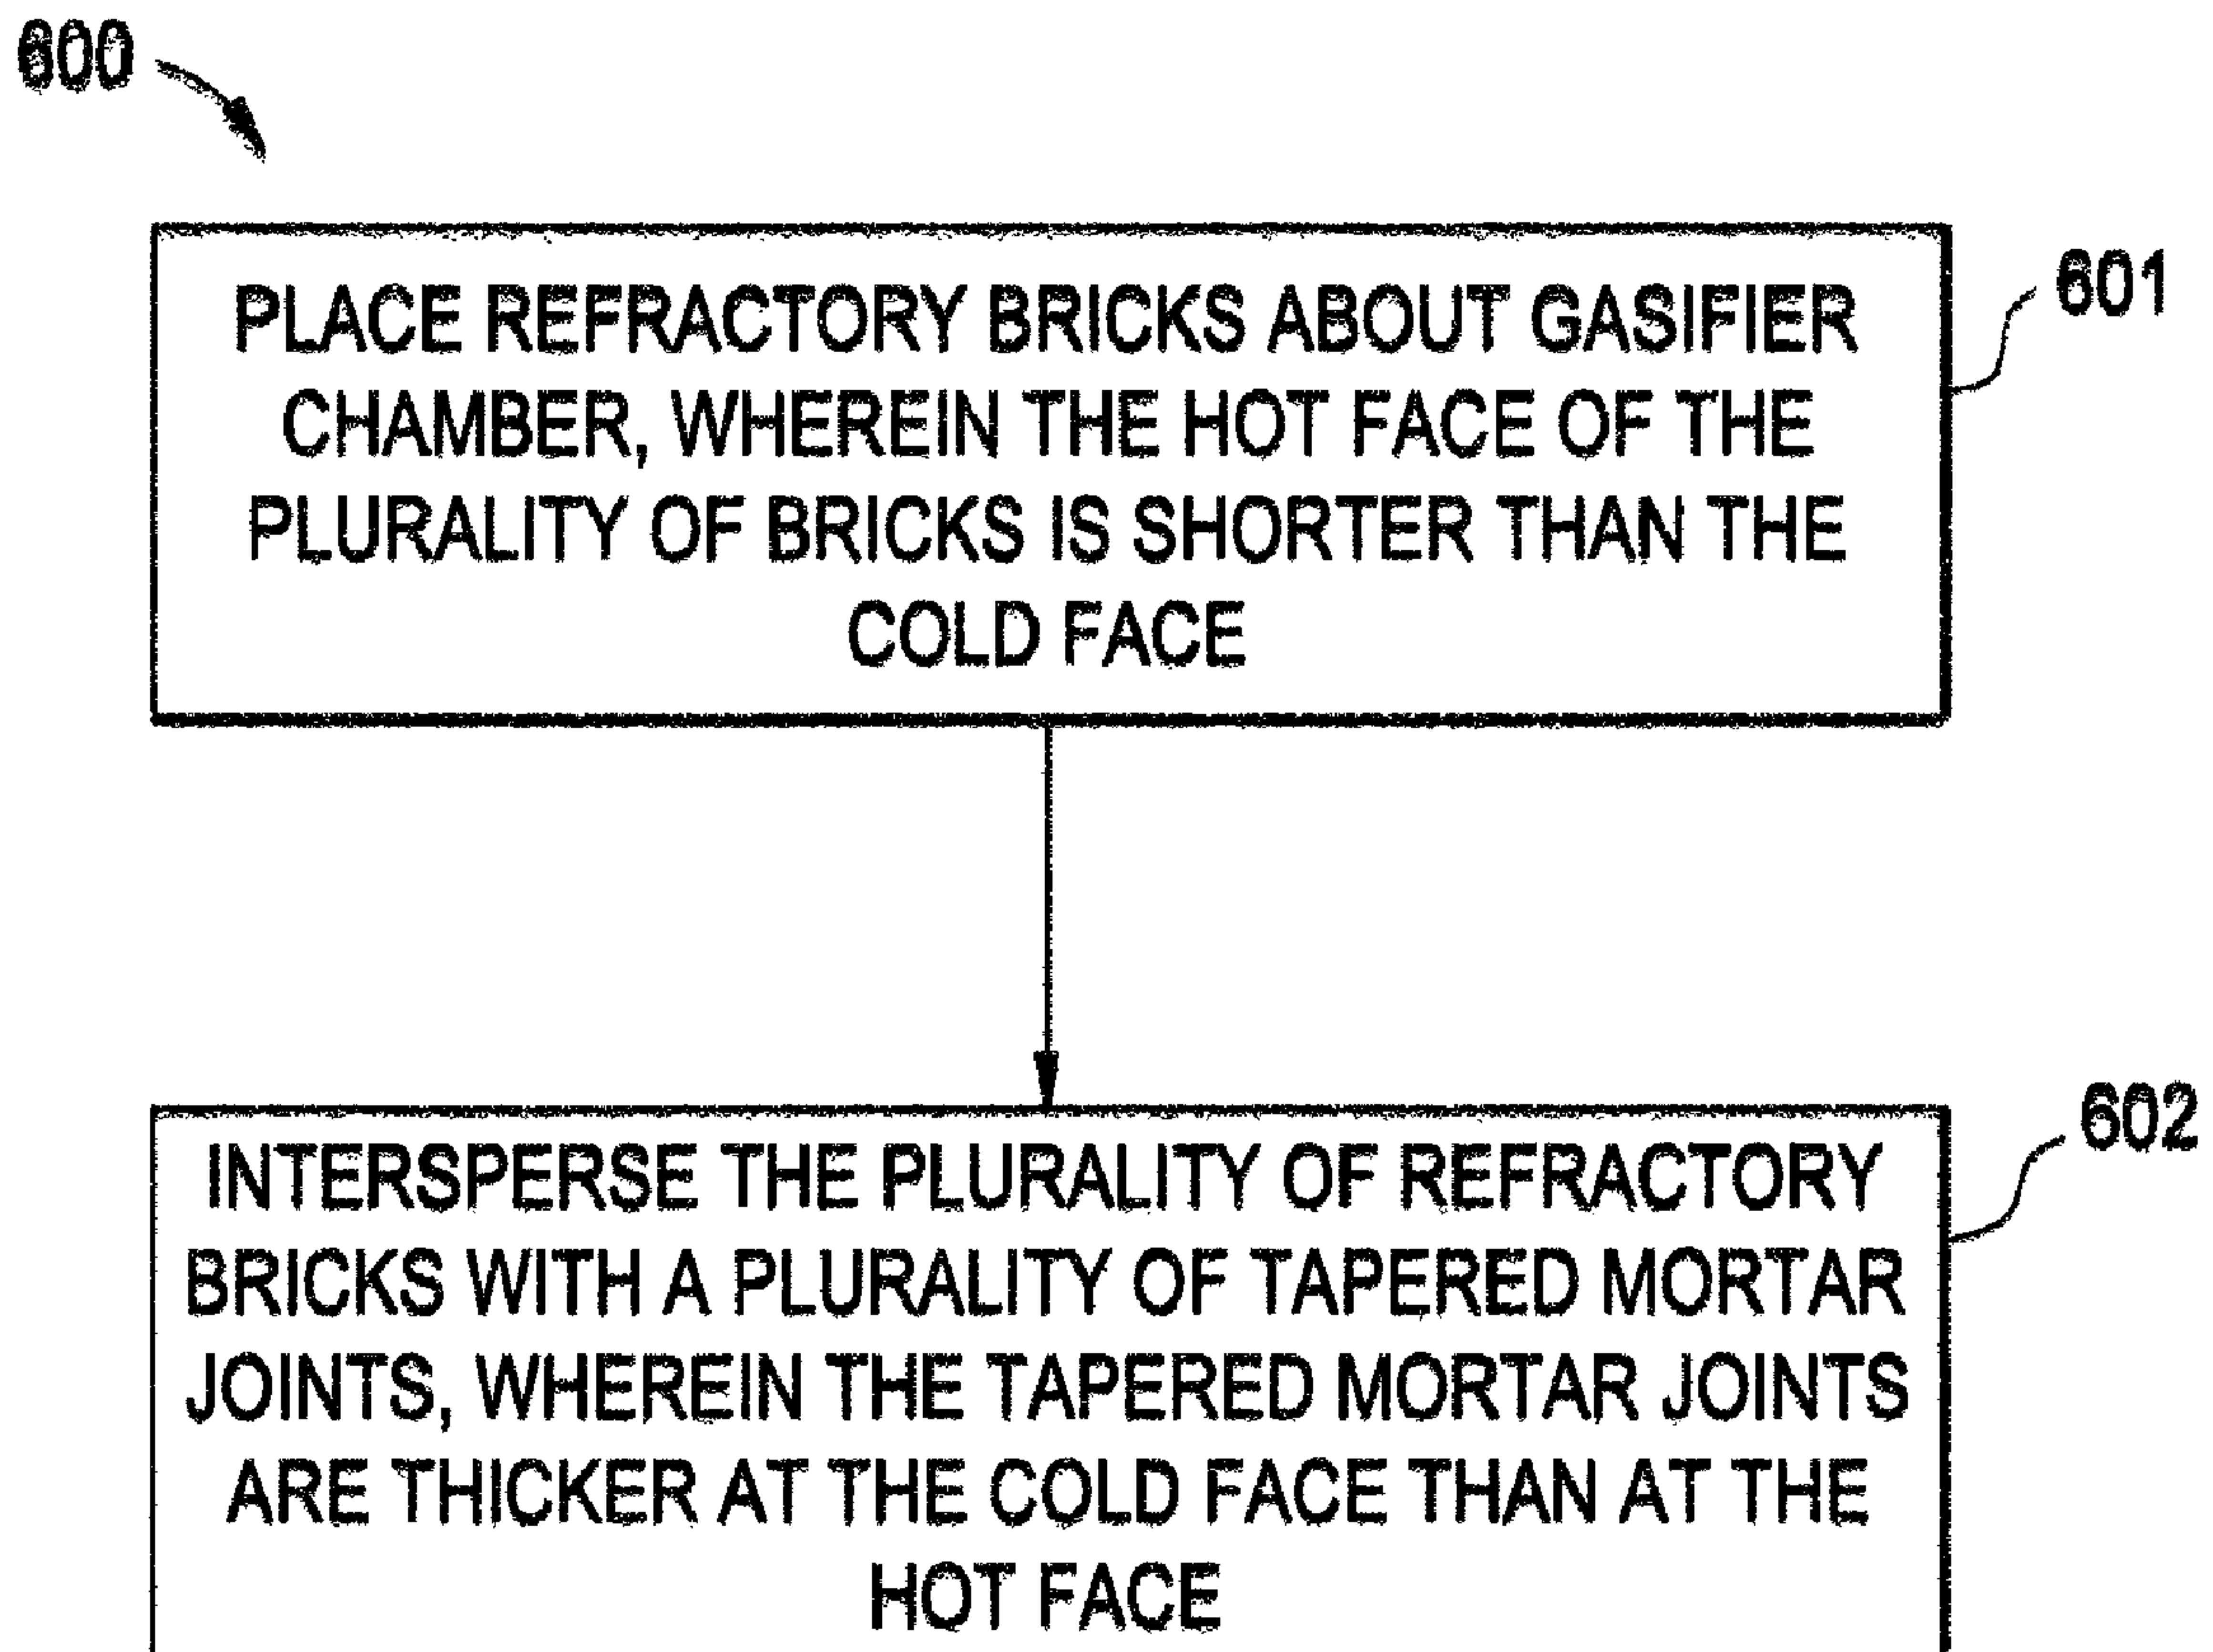 600
PLACE REFRACTORY BRICKS ABOUT GASIFIER
CHAMBER, WHEREIN THE HOT FACE OF THE
PLURALITY OF BRICKS IS SHORTER THAN THE
COLD FACE
601
INTERSPERSE THE PLURALITY OF REFRACTORY
BRICKS WITH A PLURALITY OF TAPERED MORTAR
JOINTS, WHEREIN THE TAPERED MORTAR JOINTS
ARE THICKER AT THE COLD FACE THAN AT THE
HOT FACE
602